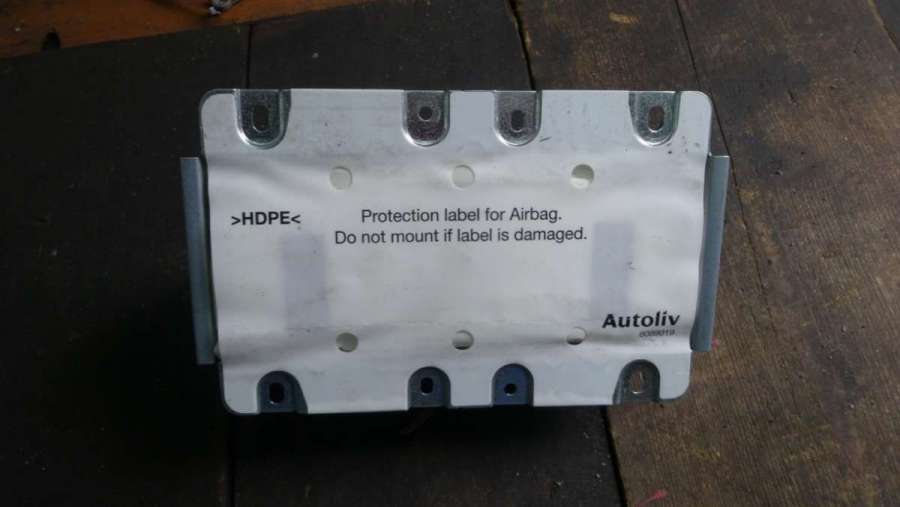 >HDPE<
Protection label for Airbag.
Do not mount if label is damaged.
Autoliv